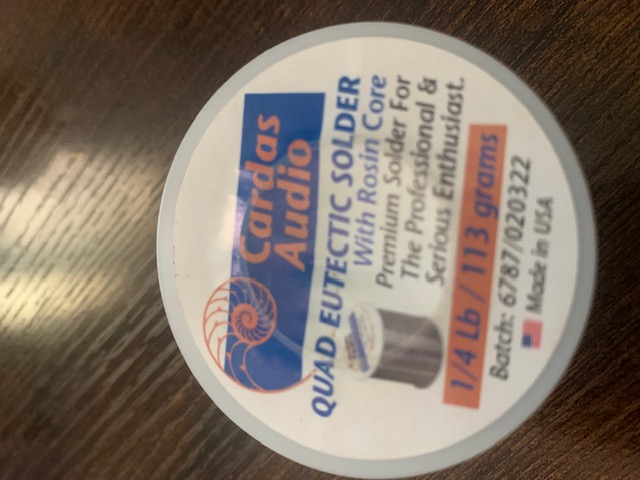 Cardas
Audio
QUAD EUTECTIC SOLDER
With Rosin Core
Premium Solder For
The Professional &
Serious Enthusiast.
1/4 Lb / 113 grams
Batch: 6787/020322
Made in USA